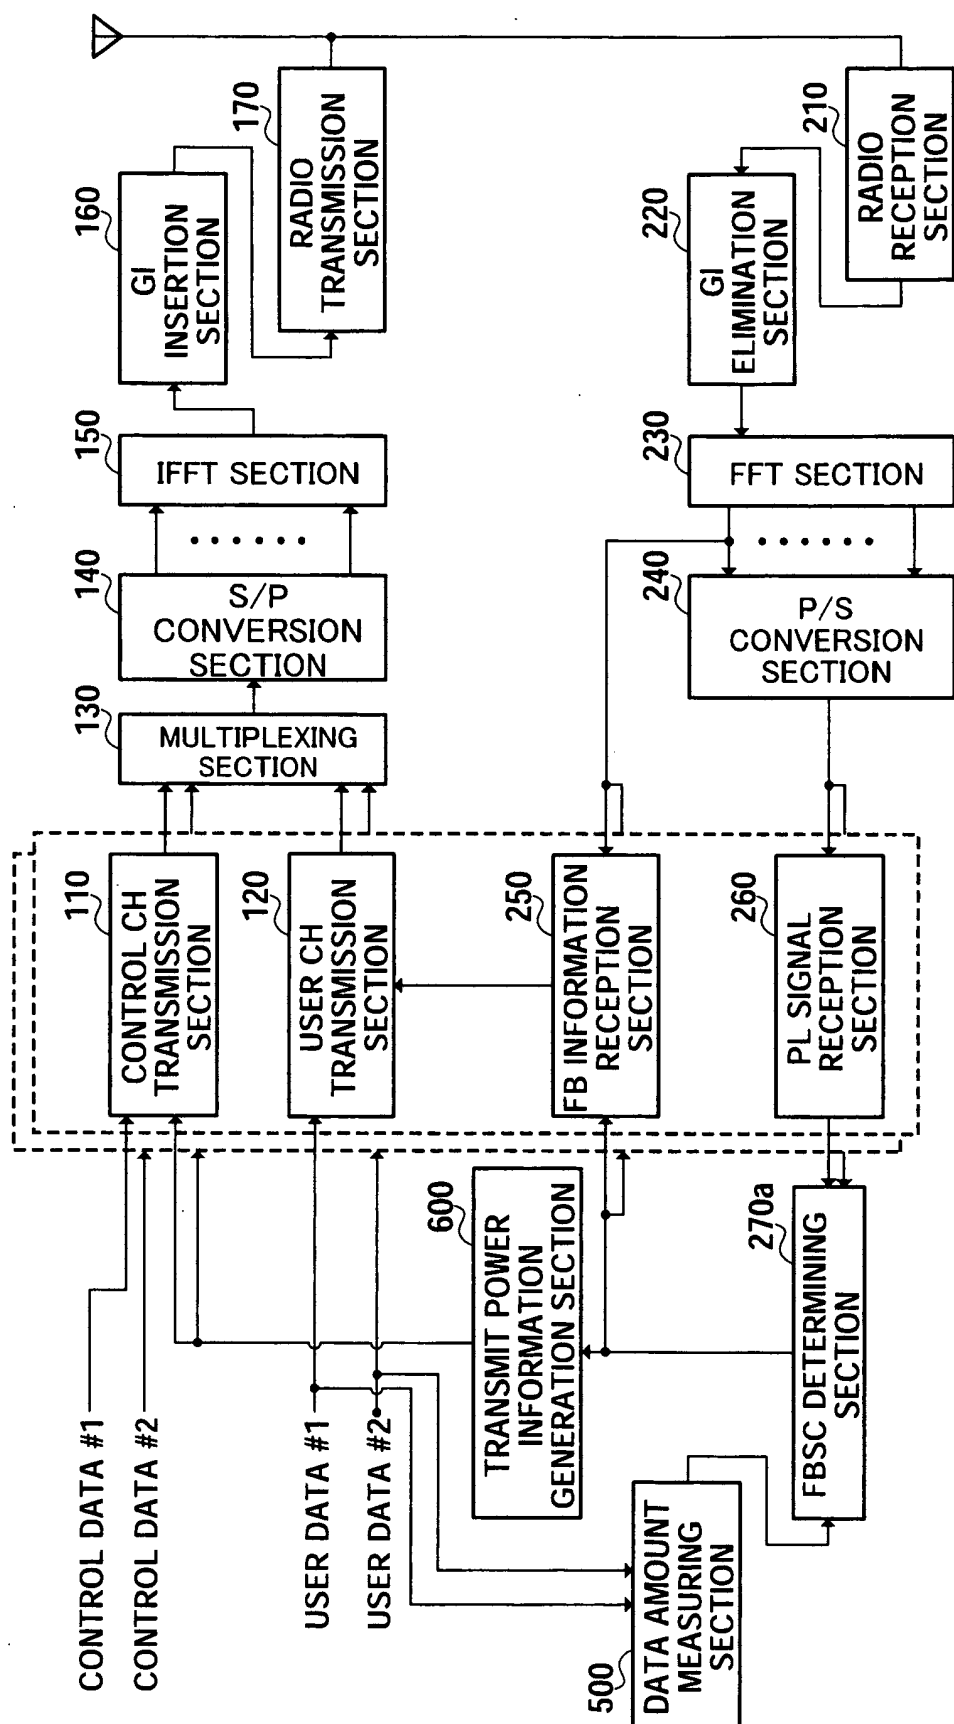 CONTROL DATA #1
CONTROL DATA #2
USER DATA #1
USER DATA #2
110
CONTROL CH
TRANSMISSION
SECTION
120
USER CH
TRANSMISSION
SECTION
130
MULTIPLEXING
SECTION
140
S/P
CONVERSION
SECTION
150
IFFT SECTION
160
GI
INSERTION
SECTION
170
RADIO
TRANSMISSION
SECTION
600
TRANSMIT POWER
INFORMATION
GENERATION SECTION
500
DATA AMOUNT
MEASURING
SECTION
270a
FBSC DETERMINING
SECTION
250
FB INFORMATION
RECEPTION
SECTION
260
PL SIGNAL
RECEPTION
SECTION
240
P/S
CONVERSION
SECTION
230
FFT SECTION
220
GI
ELIMINATION
SECTION
210
RADIO
RECEPTION
SECTION